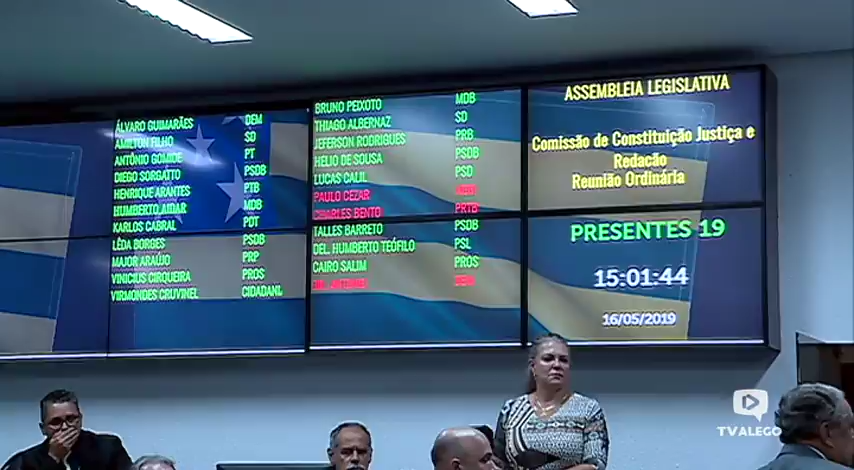 ÁLVARO GUIMARÃES DEM
AMILTON FILHO SD
ANTÔNIO GOMIDE PT
DIEGO SORGATTO PSDB
HENRIQUE ARANTES PTB
HUMBERTO AIDAR MDB
KARLOS CABRAL PDT
LÊDA BORGES PSDB
MAJOR ARAÚJO PRP
VINICIUS CIRQUEIRA PROS
VIRMONDES CRUVINEL CIDADANI.
BRUNO PEIXOTO MDB
THIAGO ALBERNAZ SD
JEFERSON RODRIGUES PRB
HELIO DE SOUSA PSDB
LUCAS CALIL PSD
PAULO CEZAR
CHARLES BENTO PRTB
TALLES BARRETO PSDB
DEL. HUMBERTO TEÓFILO PSL
CAIRO SALIM PROS
DR. ANTONIO DEM
ASSEMBLEIA LEGISLATIVA
Comissão de Constituição Justiça e
Redacão
Reunião Ordinária
PRESENTES 19
15:01:44
16/05/2019
TVALEGO